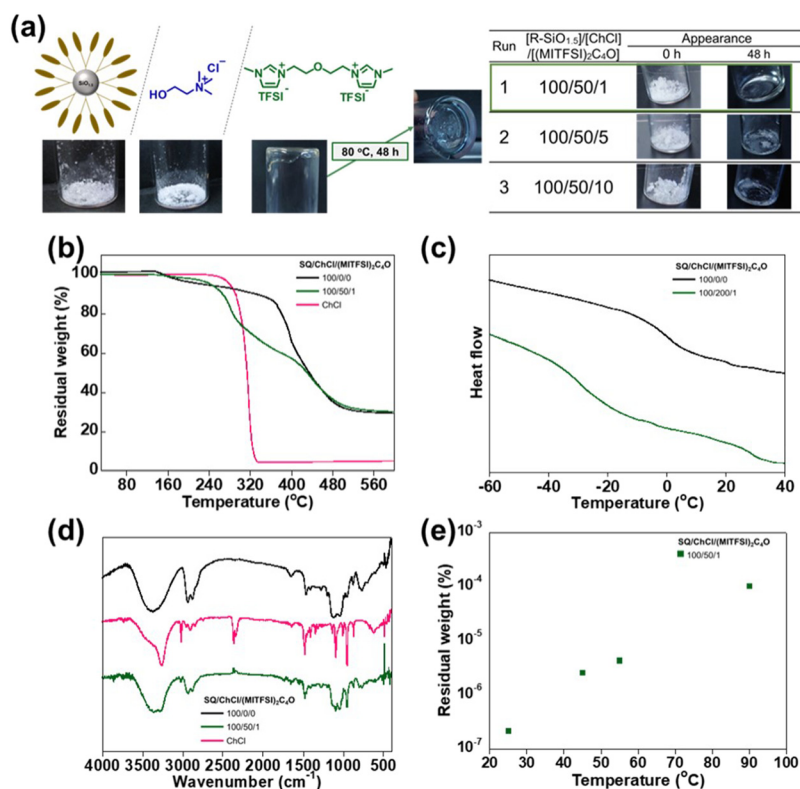 (a)
SiO1.5
HO
N+
Cl−
N
N+
O
N+
N
TFSI-
TFSI-
80 oC, 48 h
Run
[R-SiO1.5]/[ChCl]
/[(MITFSI)2C4O]
Appearance
0 h
48 h
1
100/50/1
2
100/50/5
3
100/50/10
(b)
Residual weight (%)
100
80
60
40
20
0
80
160
240
320
400
480
560
Temperature (oC)
SQ/ChCl/(MITFSI)2C4O
100/0/0
100/50/1
ChCl
(c)
Heat flow
SQ/ChCl/(MITFSI)2C4O
100/0/0
100/200/1
-60
-40
-20
0
20
40
Temperature (oC)
(d)
SQ/ChCl/(MITFSI)2C4O
100/0/0
100/50/1
ChCl
4000
3500
3000
2500
2000
1500
1000
500
Wavenumber (cm-1)
(e)
Residual weight (%)
10-3
10-4
10-5
10-6
10-7
SQ/ChCl/(MITFSI)2C4O
100/50/1
20
30
40
50
60
70
80
90
100
Temperature (oC)